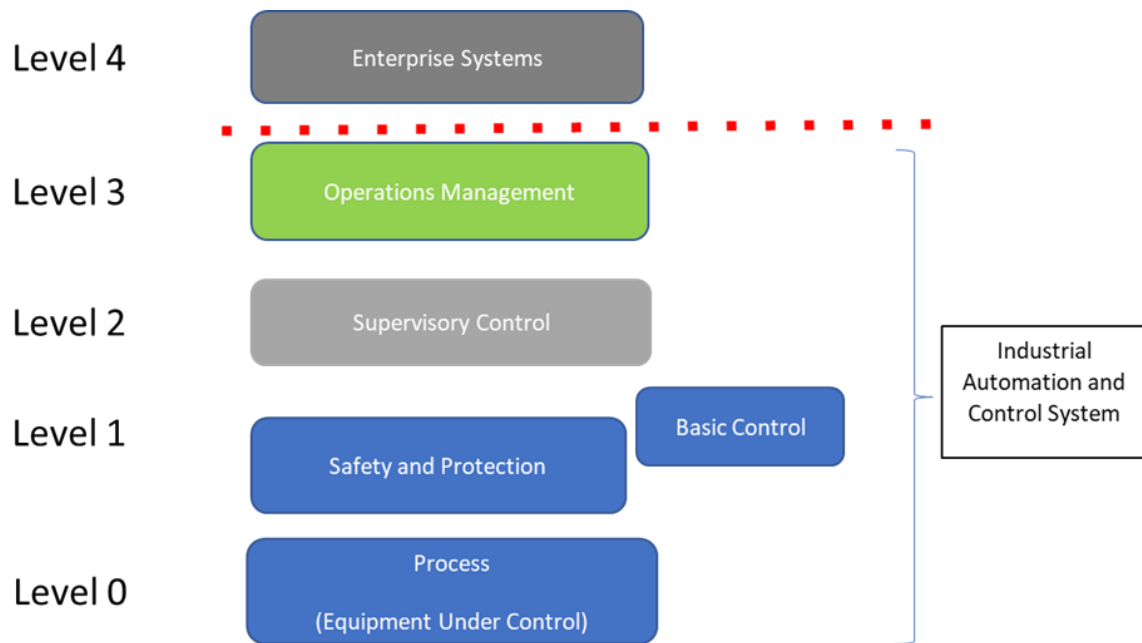 Level 4
Enterprise Systems
Level 3
Operations Management
Level 2
Supervisory Control
Industrial
Automation and
Control System
Level 1
Basic Control
Safety and Protection
Level 0
Process
(Equipment Under Control)